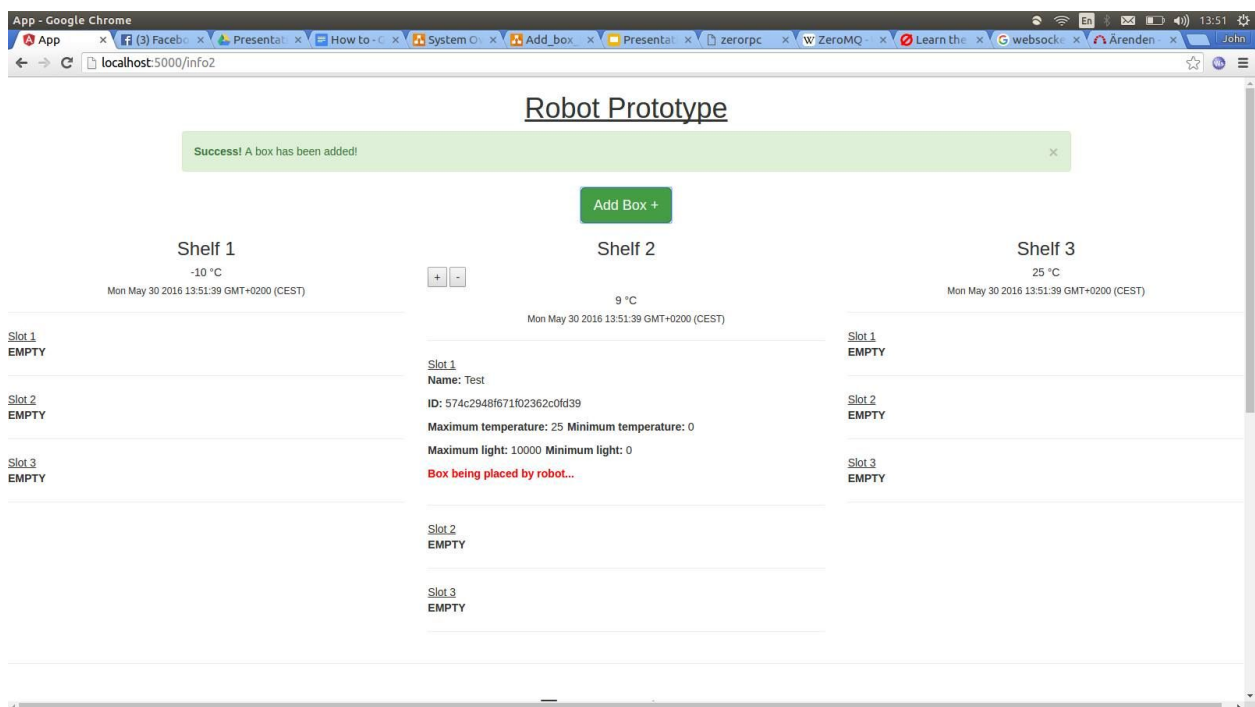 App - Google Chrome
En
13:51
App
(3) Facebo
Presentat
How to - G
System Ov
Add_box_
Presentat
zerorpc
ZeroMQ -
Learn the
websocke
Ärenden -
John
localhost:5000/info2
Robot Prototype
Success! A box has been added!
×
Add Box +
Shelf 1
-10 °C
Mon May 30 2016 13:51:39 GMT+0200 (CEST)
Slot 1
EMPTY
Slot 2
EMPTY
Slot 3
EMPTY
Shelf 2
+ -
9 °C
Mon May 30 2016 13:51:39 GMT+0200 (CEST)
Slot 1
Name: Test
ID: 574c2948f671f02362c0fd39
Maximum temperature: 25 Minimum temperature: 0
Maximum light: 10000 Minimum light: 0
Box being placed by robot...
Slot 2
EMPTY
Slot 3
EMPTY
Shelf 3
25 °C
Mon May 30 2016 13:51:39 GMT+0200 (CEST)
Slot 1
EMPTY
Slot 2
EMPTY
Slot 3
EMPTY